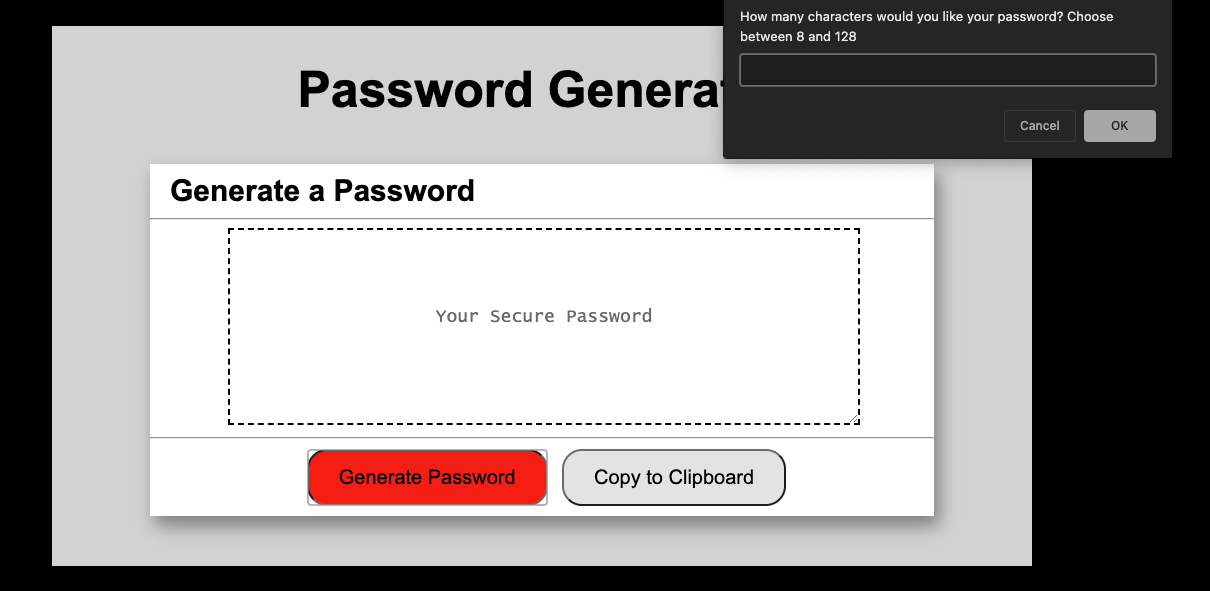 How many characters would you like your password? Choose
between 8 and 128
Cancel
OK
Password Generat
Generate a Password
Your Secure Password
Generate Password
Copy to Clipboard